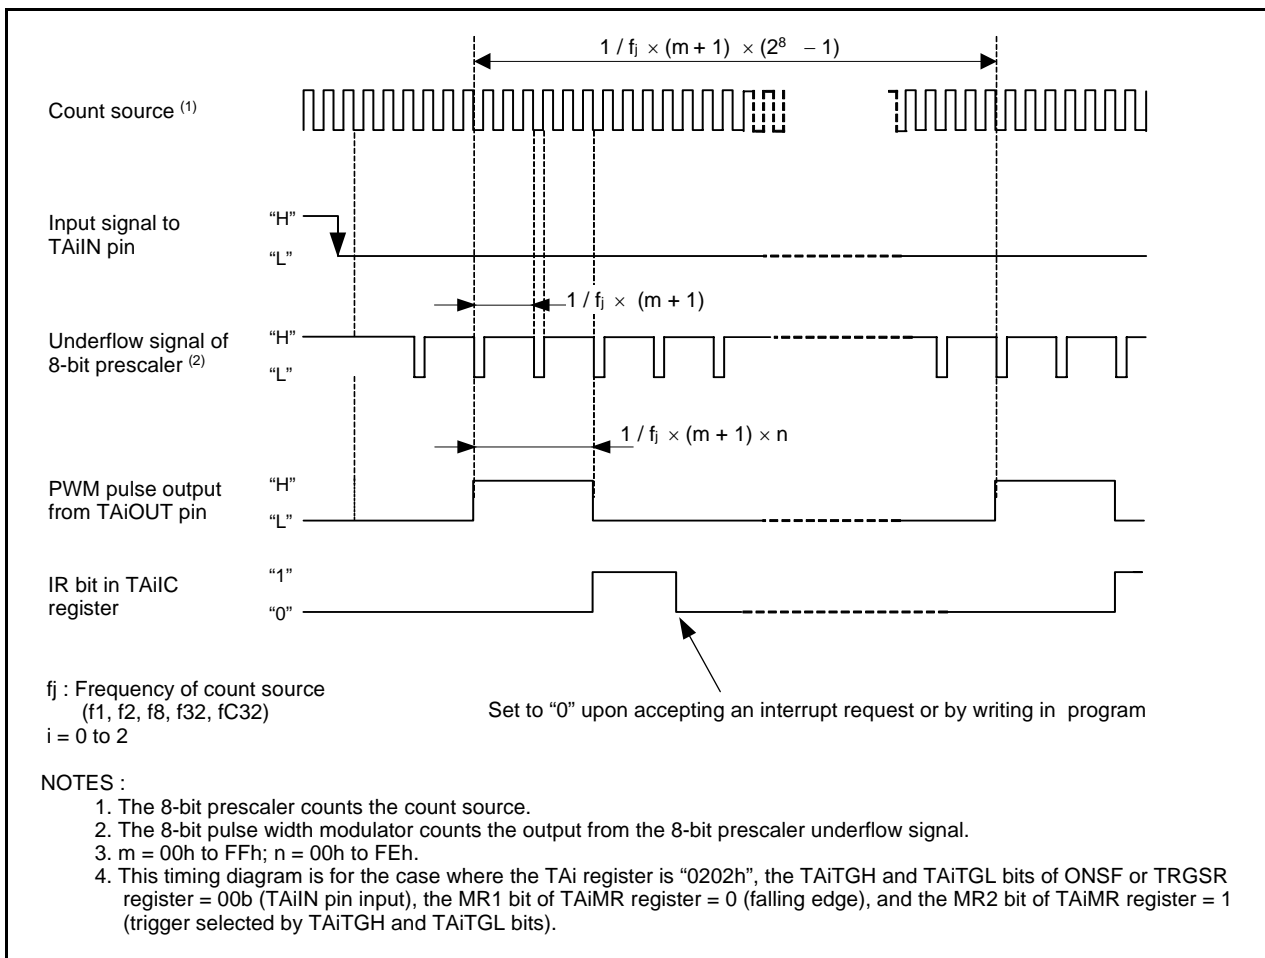 1 / fj × (m + 1) × (2⁸ − 1)
Count source (1)
Input signal to
TAiIN pin
“H”
“L”
1 / fj × (m + 1)
Underflow signal of
8-bit prescaler (2)
“H”
“L”
1 / fj × (m + 1) × n
PWM pulse output
from TAiOUT pin
“H”
“L”
IR bit in TAiIC
register
“1”
“0”
fj : Frequency of count source
(f1, f2, f8, f32, fC32)
i = 0 to 2
Set to “0” upon accepting an interrupt request or by writing in program
NOTES :
1. The 8-bit prescaler counts the count source.
2. The 8-bit pulse width modulator counts the output from the 8-bit prescaler underflow signal.
3. m = 00h to FFh; n = 00h to FEh.
4. This timing diagram is for the case where the TAi register is “0202h”, the TAiTGH and TAiTGL bits of ONSF or TRGSR
register = 00b (TAiIN pin input), the MR1 bit of TAiMR register = 0 (falling edge), and the MR2 bit of TAiMR register = 1
(trigger selected by TAiTGH and TAiTGL bits).